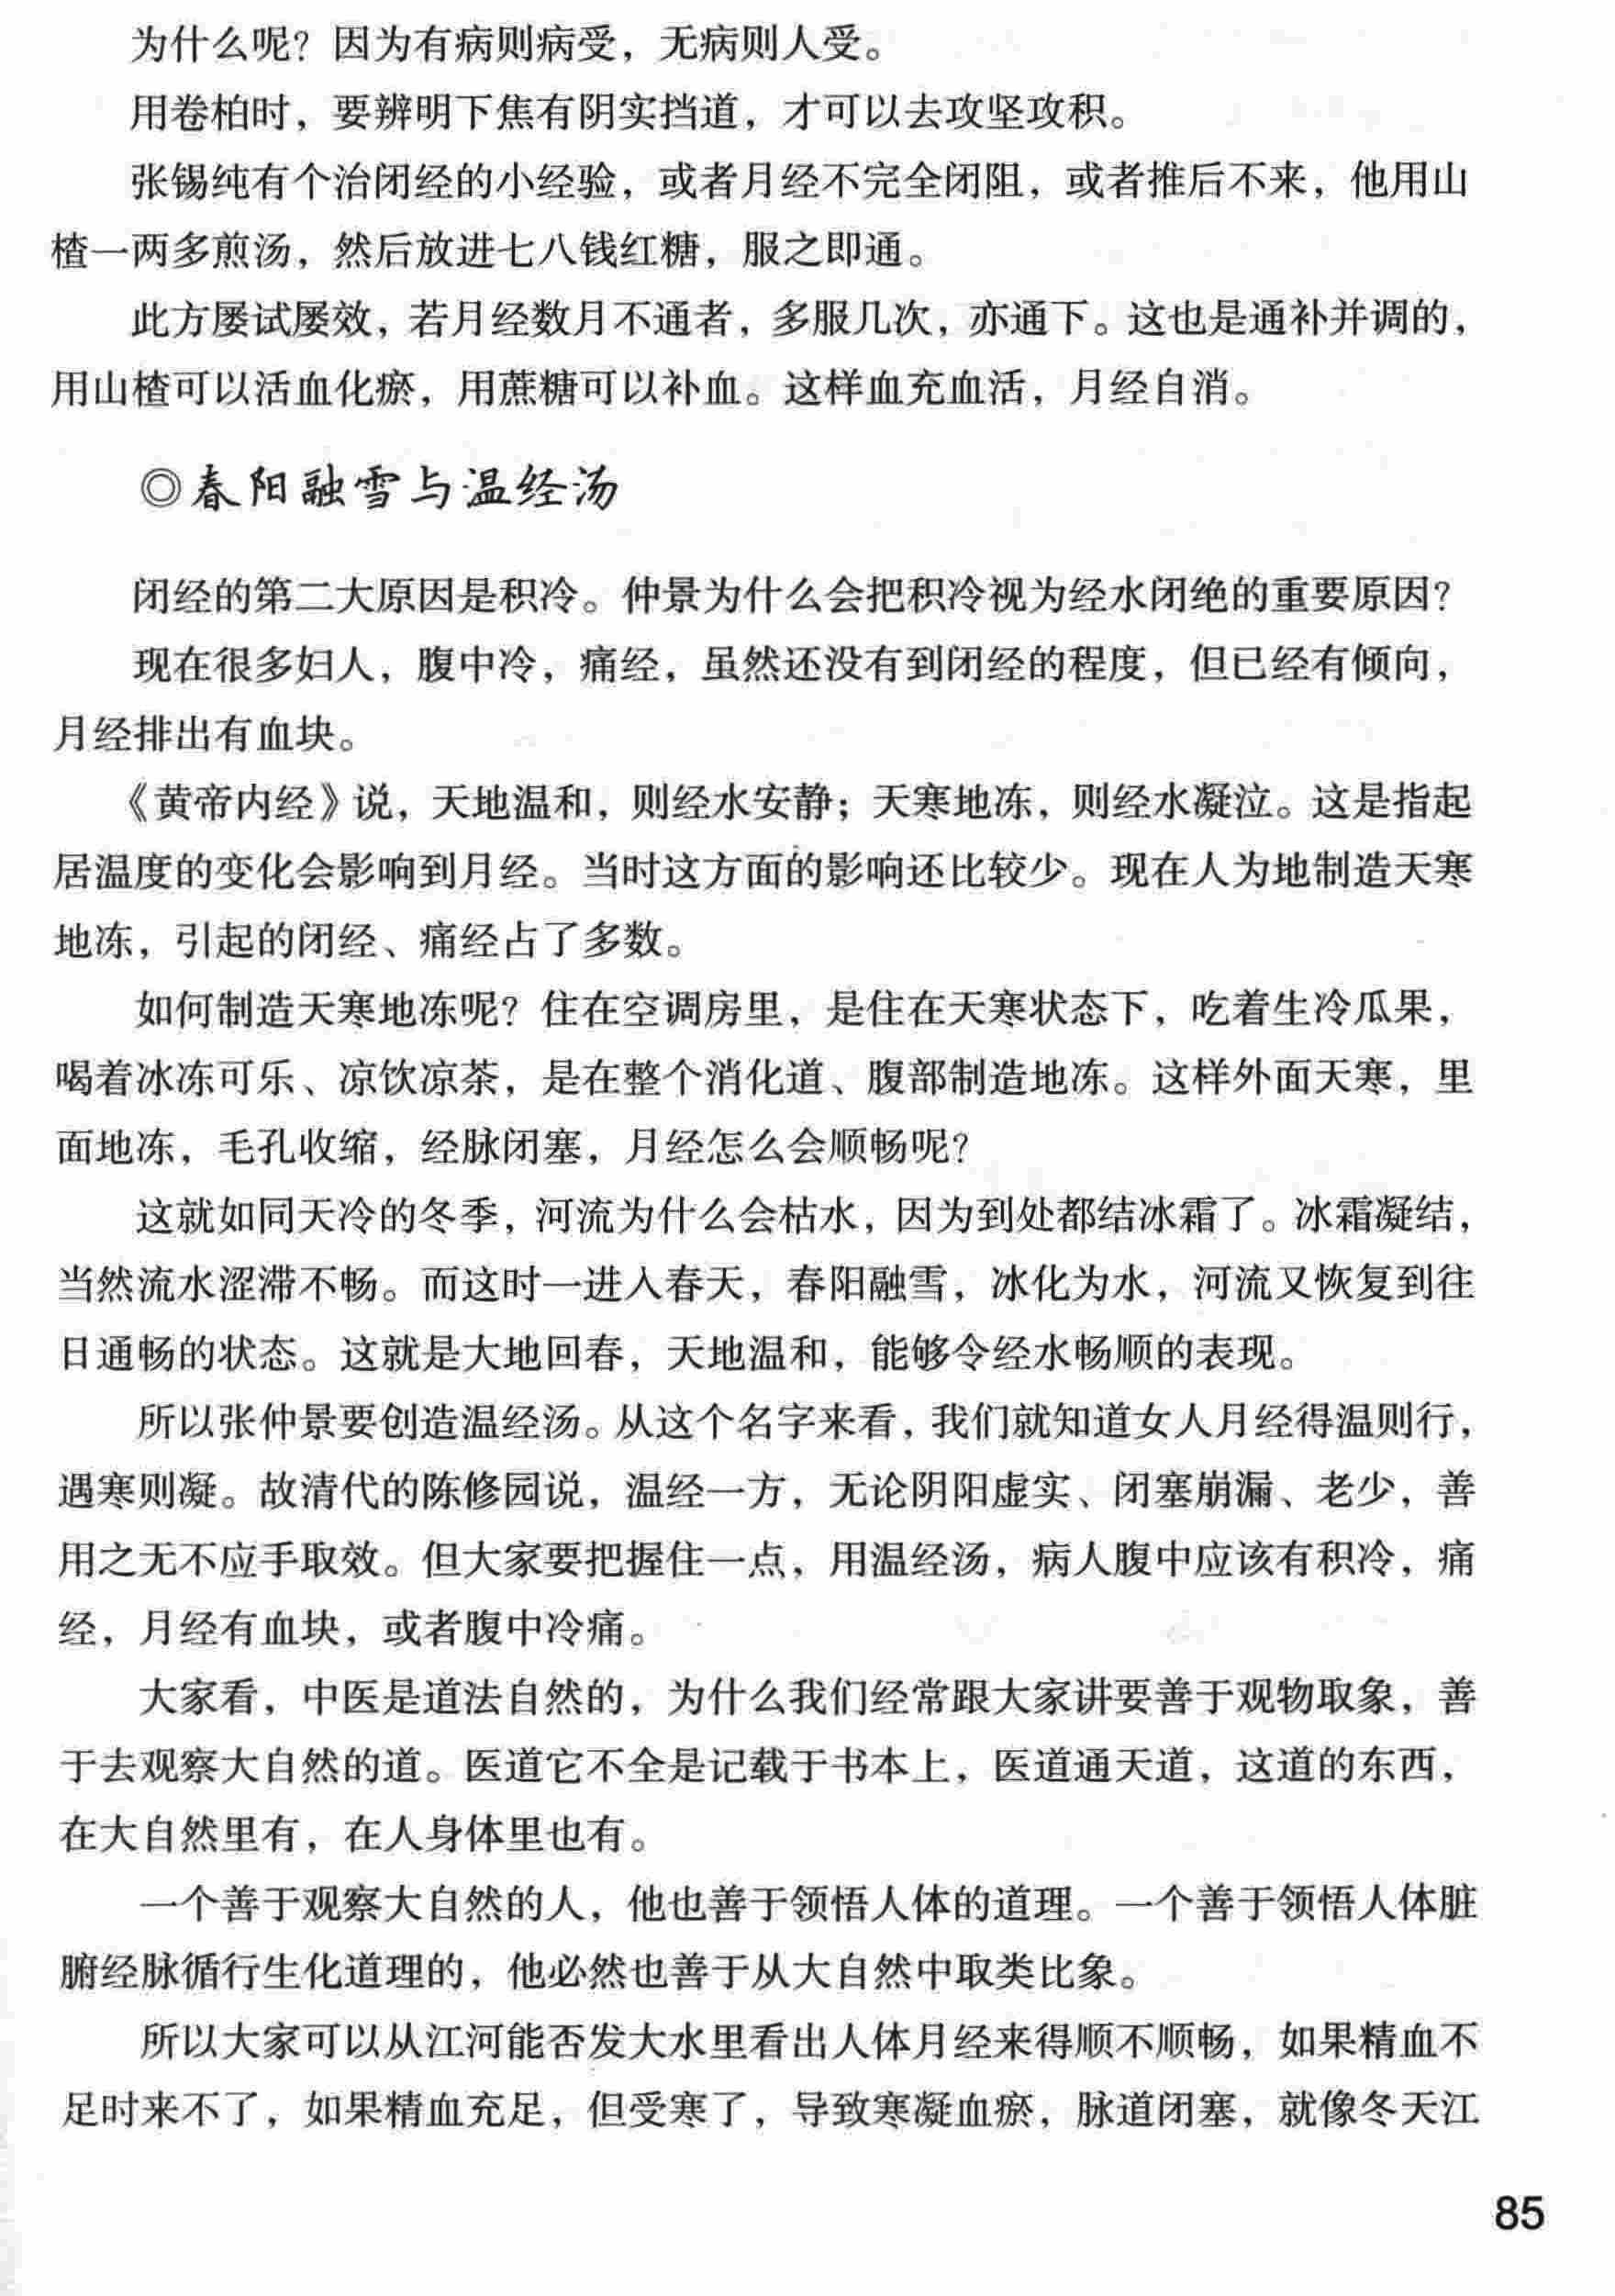 为什么呢？因为有病则病受，无病则人受。
用卷柏时，要辨明下焦有阴实挡道，才可以去攻坚攻积。
张锡纯有个治闭经的小经验，或者月经不完全闭阻，或者推后不来，他用山
楂一两多煎汤，然后放进七八钱红糖，服之即通。
此方屡试屡效，若月经数月不通者，多服几次，亦通下。这也是通补并调的，
用山楂可以活血化瘀，用蔗糖可以补血。这样血充血活，月经自消。
◎春阳融雪与温经汤
闭经的第二大原因是积冷。仲景为什么会把积冷视为经水闭绝的重要原因？
现在很多妇人，腹中冷，痛经，虽然还没有到闭经的程度，但已经有倾向，
月经排出有血块。
《黄帝内经》说，天地温和，则经水安静；天寒地冻，则经水凝泣。这是指起
居温度的变化会影响到月经。当时这方面的影响还比较少。现在人为地制造天寒
地冻，引起的闭经、痛经占了多数。
如何制造天寒地冻呢？住在空调房里，是住在天寒状态下，吃着生冷瓜果，
喝着冰冻可乐、凉饮凉茶，是在整个消化道、腹部制造地冻。这样外面天寒，里
面地冻，毛孔收缩，经脉闭塞，月经怎么会顺畅呢？
这就如同天冷的冬季，河流为什么会枯水，因为到处都结冰霜了。冰霜凝结，
当然流水涩滞不畅。而这时一进入春天，春阳融雪，冰化为水，河流又恢复到往
日通畅的状态。这就是大地回春，天地温和，能够令经水畅顺的表现。
所以张仲景要创造温经汤。从这个名字来看，我们就知道女人月经得温则行，
遇寒则凝。故清代的陈修园说，温经一方，无论阴阳虚实、闭塞崩漏、老少，善
用之无不应手取效。但大家要把握住一点，用温经汤，病人腹中应该有积冷，痛
经，月经有血块，或者腹中冷痛。
大家看，中医是道法自然的，为什么我们经常跟大家讲要善于观物取象，善
于去观察大自然的道。医道它不全是记载于书本上，医道通天道，这道的东西，
在大自然里有，在人身体里也有。
一个善于观察大自然的人，他也善于领悟人体的道理。一个善于领悟人体脏
腑经脉循行生化道理的，他必然也善于从大自然中取类比象。
所以大家可以从江河能否发大水里看出人体月经来得顺不顺畅，如果精血不
足时来不了，如果精血充足，但受寒了，导致寒凝血瘀，脉道闭塞，就像冬天江
85